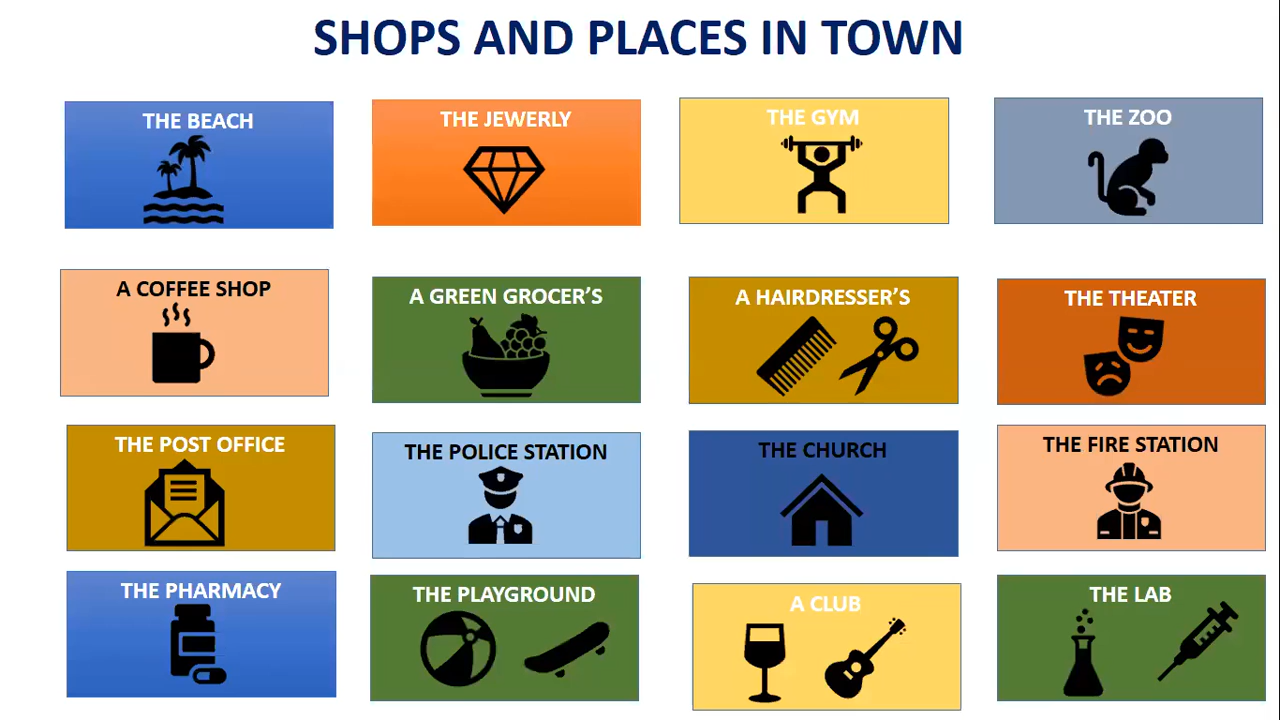 SHOPS AND PLACES IN TOWN
THE BEACH
THE JEWERLY
THE GYM
THE ZOO
A COFFEE SHOP
A GREEN GROCER’S
A HAIRDRESSER’S
THE THEATER
THE POST OFFICE
THE POLICE STATION
THE CHURCH
THE FIRE STATION
THE PHARMACY
THE PLAYGROUND
A CLUB
THE LAB